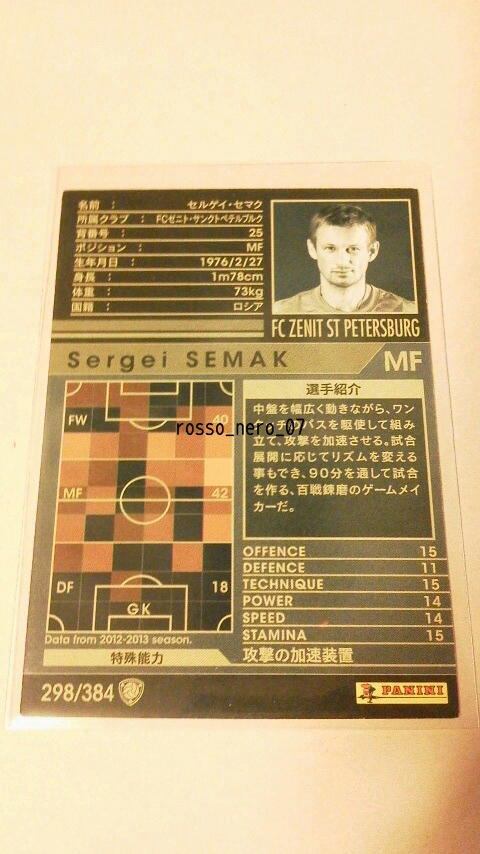 名前 : セルゲイ・セマク
所属クラブ : FCゼニト・サンクトペテルブルク
背番号 : 25
ポジション : MF
生年月日 : 1976/2/27
身長 : 1m78cm
体重 : 73kg
国籍 : ロシア
FC ZENIT ST PETERSBURG
Sergei SEMAK MF
FW 40
MF 42
DF 18
GK
Data from 2012-2013 season.
選手紹介
中盤を幅広く動きながら、ワン
チパスを駆使して組み
立て、攻撃を加速させる。試合
展開に応じてリズムを変える
事もでき、90分を通して試合
を作る、百戦錬磨のゲームメイ
カーだ。
rosso_nero_07
OFFENCE 15
DEFENCE 11
TECHNIQUE 15
POWER 14
SPEED 14
STAMINA 15
特殊能力 攻撃の加速装置
298/384
PANINI